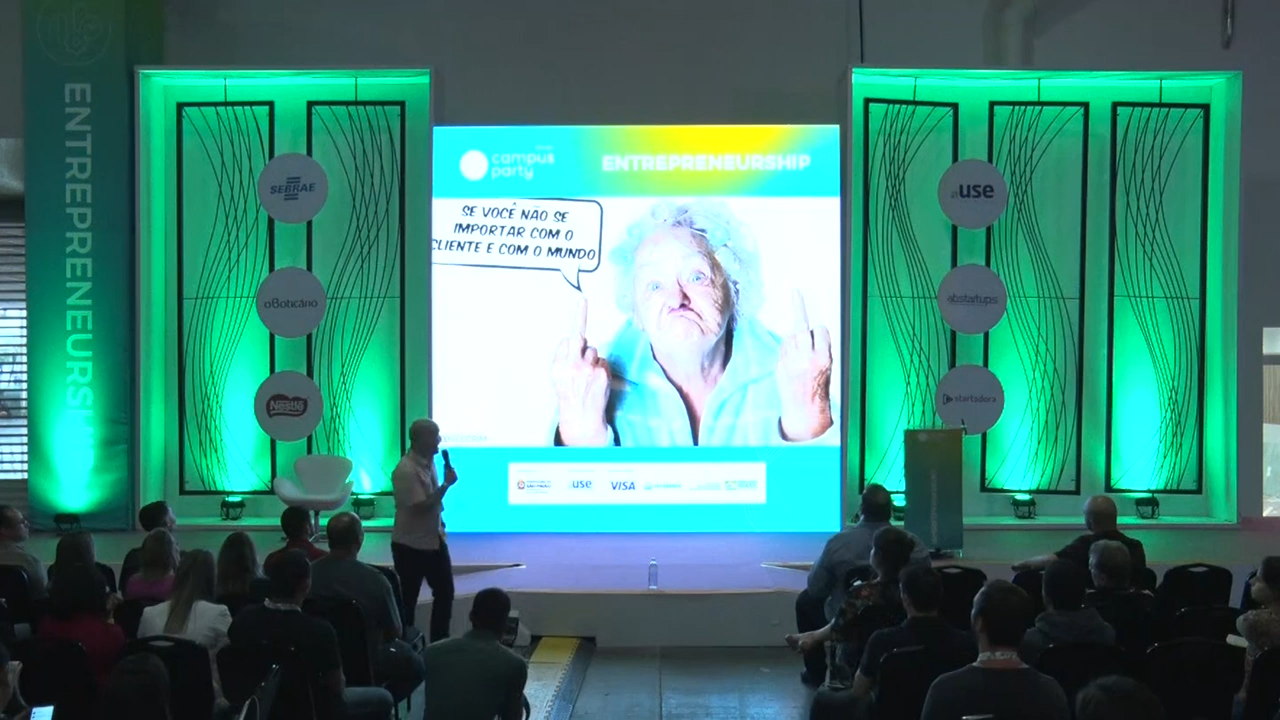 ENTREPRENEURSHIP
campus
party
ENTREPRENEURSHIP
SE VOCÊ NÃO SE
IMPORTAR COM O
CLIENTE E COM O MUNDO
SEBRAE
oBoticário
Nestlé
use
abstartups
startadora
use
VISA